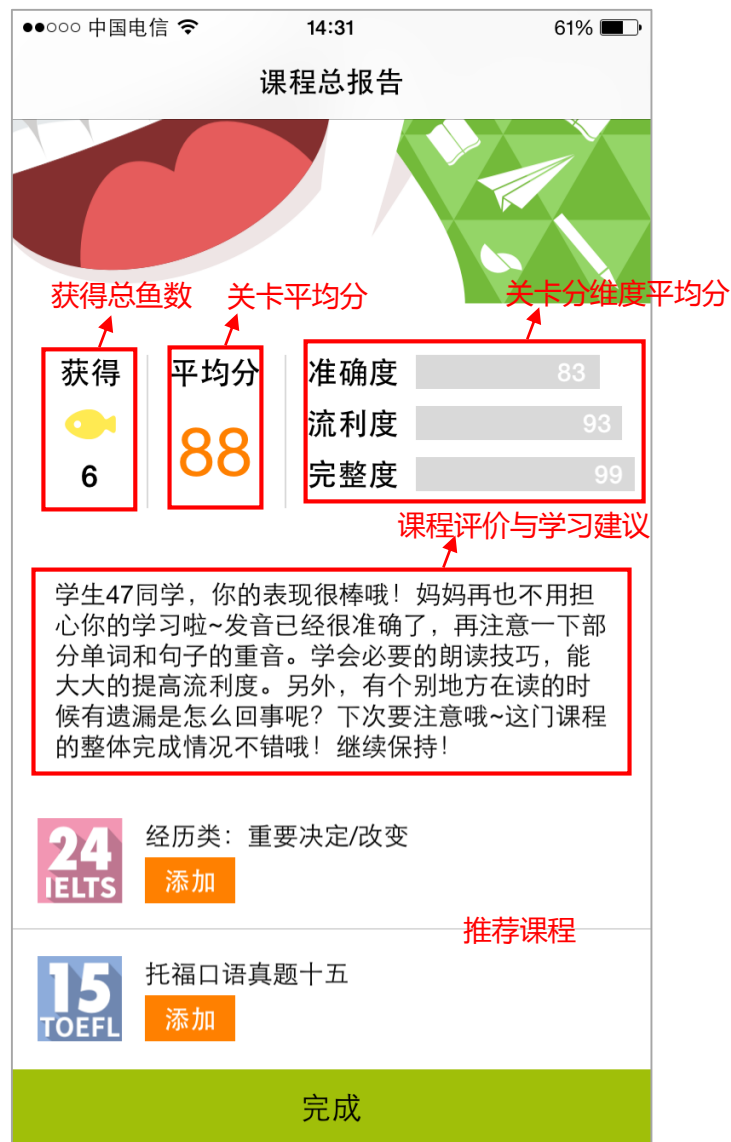 中国电信 14:31 61%
课程总报告
获得总鱼数 关卡平均分 关卡分维度平均分
获得 平均分 准确度 83
88 流利度 93
6 完整度 99
课程评价与学习建议
学生47同学，你的表现很棒哦！妈妈再也不用担
心你的学习啦~发音已经很准确了，再注意一下部
分单词和句子的重音。学会必要的朗读技巧，能
大大的提高流利度。另外，有个别地方在读的时
候有遗漏是怎么回事呢？下次要注意哦~这门课程
的整体完成情况不错哦！继续保持！
24 经历类：重要决定/改变
IELTS 添加
推荐课程
15 托福口语真题十五
TOEFL 添加
完成